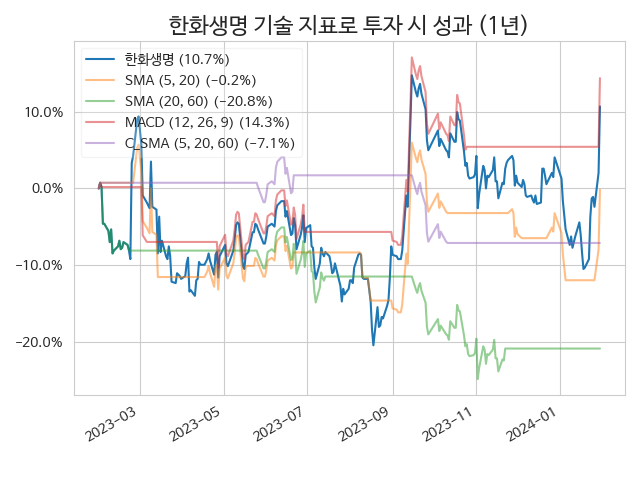 한화생명 기술 지표로 투자 시 성과 (1년)
한화생명 (10.7%)
SMA (5, 20) (−0.2%)
SMA (20, 60) (−20.8%)
MACD (12, 26, 9) (14.3%)
C_SMA (5, 20, 60) (−7.1%)
10.0%
0.0%
−10.0%
−20.0%
2023−03
2023−05
2023−07
2023−09
2023−11
2024−01